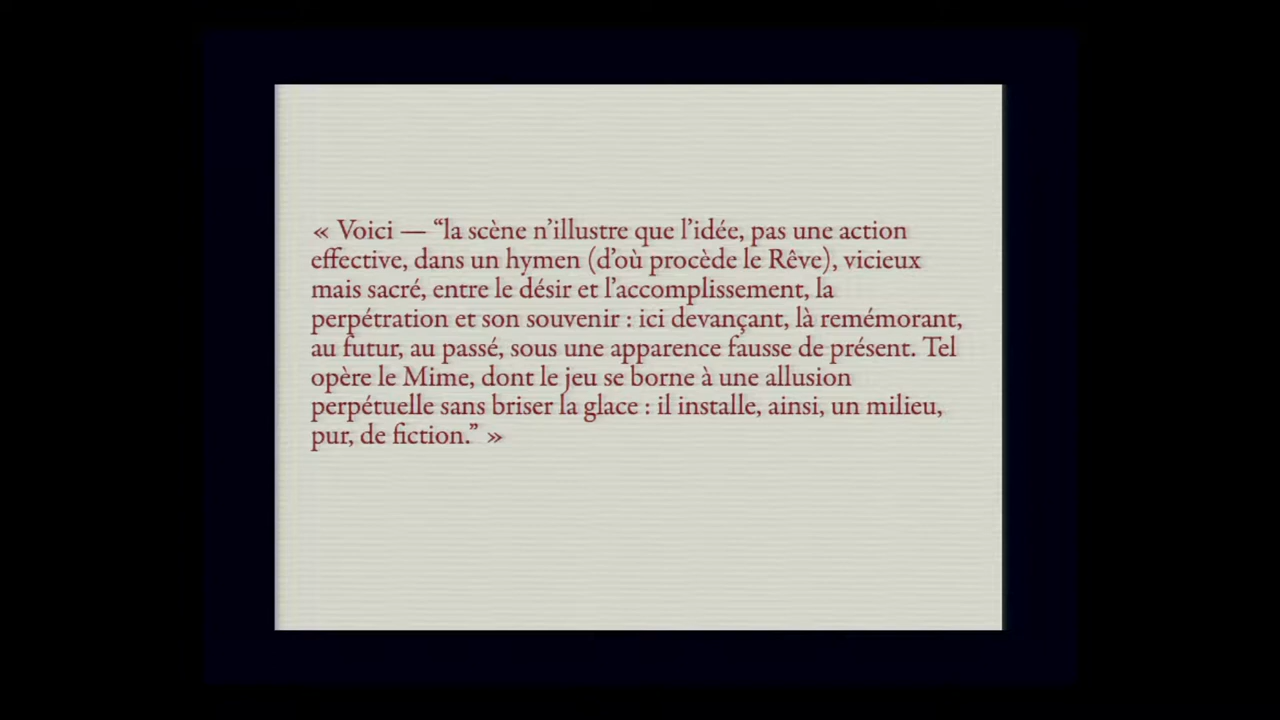 « Voici — “la scène n’illustre que l’idée, pas une action
effective, dans un hymen (d’où procède le Rêve), vicieux
mais sacré, entre le désir et l’accomplissement, la
perpétration et son souvenir : ici devançant, là remémorant,
au futur, au passé, sous une apparence fausse de présent. Tel
opère le Mime, dont le jeu se borne à une allusion
perpétuelle sans briser la glace : il installe, ainsi, un milieu,
pur, de fiction.” »